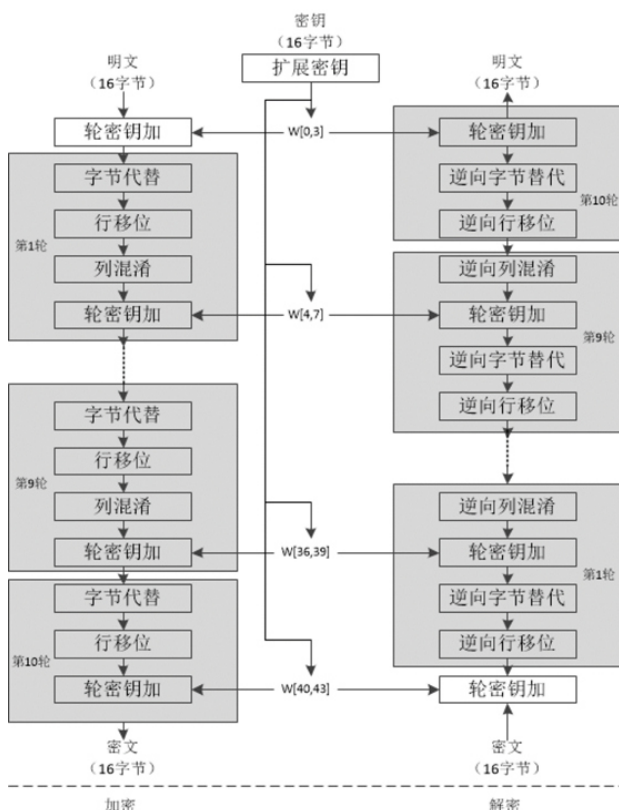 密钥
（16字节）
扩展密钥
明文
（16字节）
轮密钥加
第1轮
字节代替
行移位
列混淆
轮密钥加
第9轮
字节代替
行移位
列混淆
轮密钥加
第10轮
字节代替
行移位
轮密钥加
密文
（16字节）
加密
W[0,3]
W[4,7]
W[36,39]
W[40,43]
明文
（16字节）
轮密钥加
逆向字节替代
第10轮
逆向行移位
逆向列混淆
轮密钥加
第9轮
逆向字节替代
逆向行移位
逆向列混淆
轮密钥加
第1轮
逆向字节替代
逆向行移位
轮密钥加
密文
（16字节）
解密